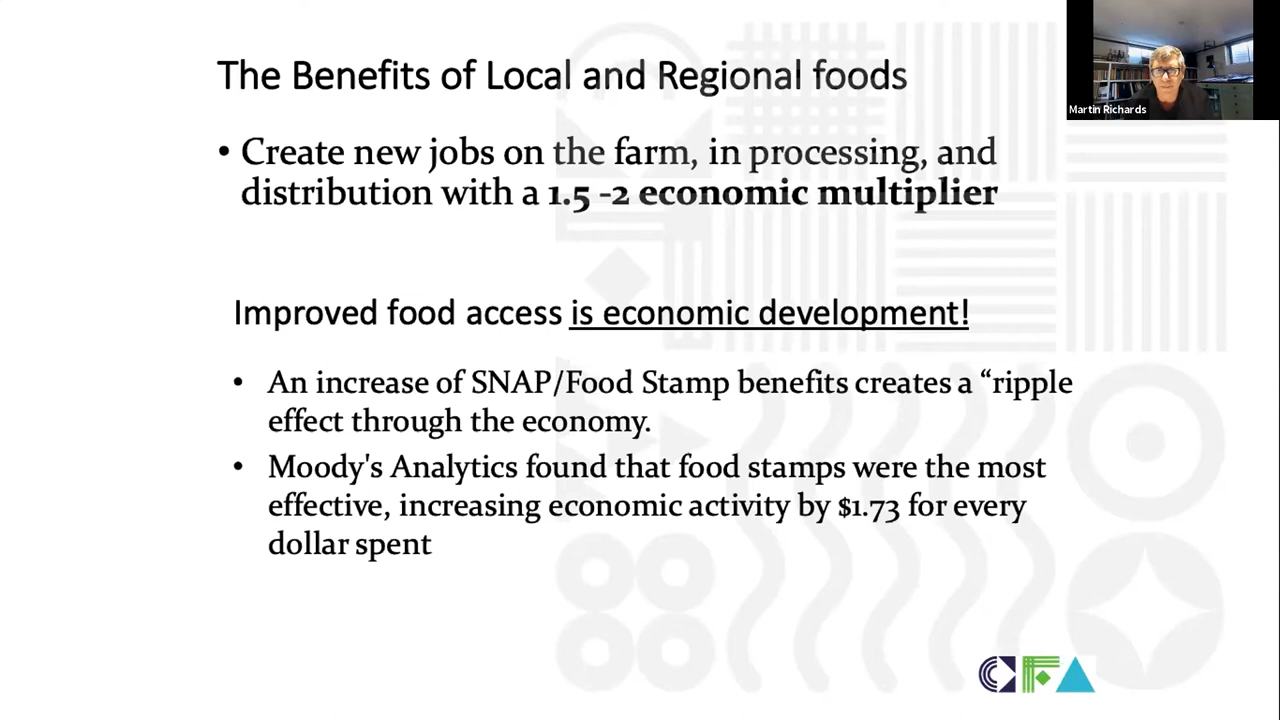 The Benefits of Local and Regional foods
Martin Richards
• Create new jobs on the farm, in processing, and
distribution with a 1.5 -2 economic multiplier
Improved food access is economic development!
• An increase of SNAP/Food Stamp benefits creates a “ripple
effect through the economy.
• Moody's Analytics found that food stamps were the most
effective, increasing economic activity by $1.73 for every
dollar spent
CFA